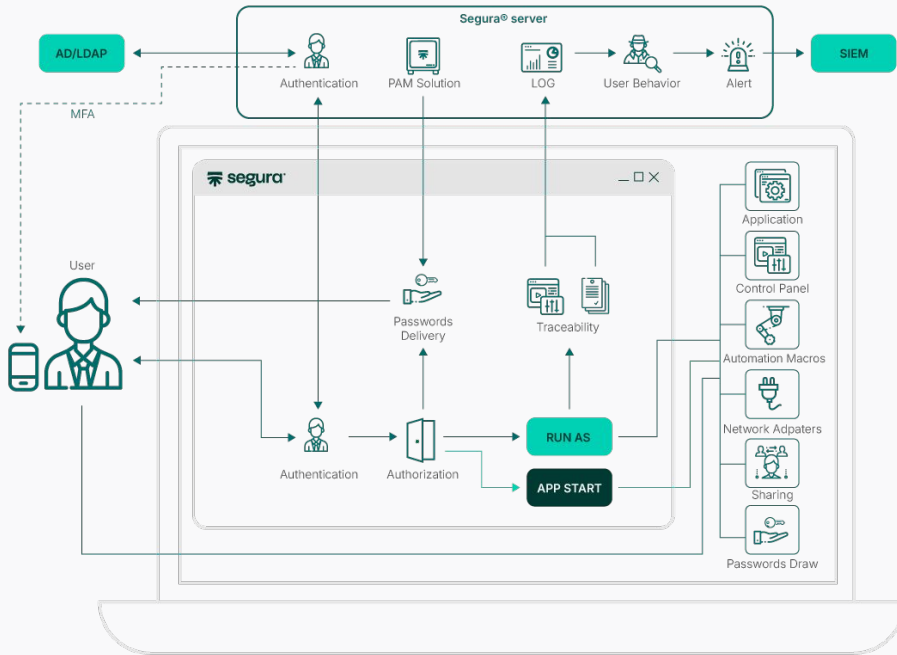 Segura® server
AD/LDAP
SIEM
Authentication
PAM Solution
LOG
User Behavior
Alert
MFA
segura®
Application
User
Control Panel
Passwords
Delivery
Traceability
Automation Macros
Network Adpaters
RUN AS
Authentication
Authorization
APP START
Sharing
Passwords Draw